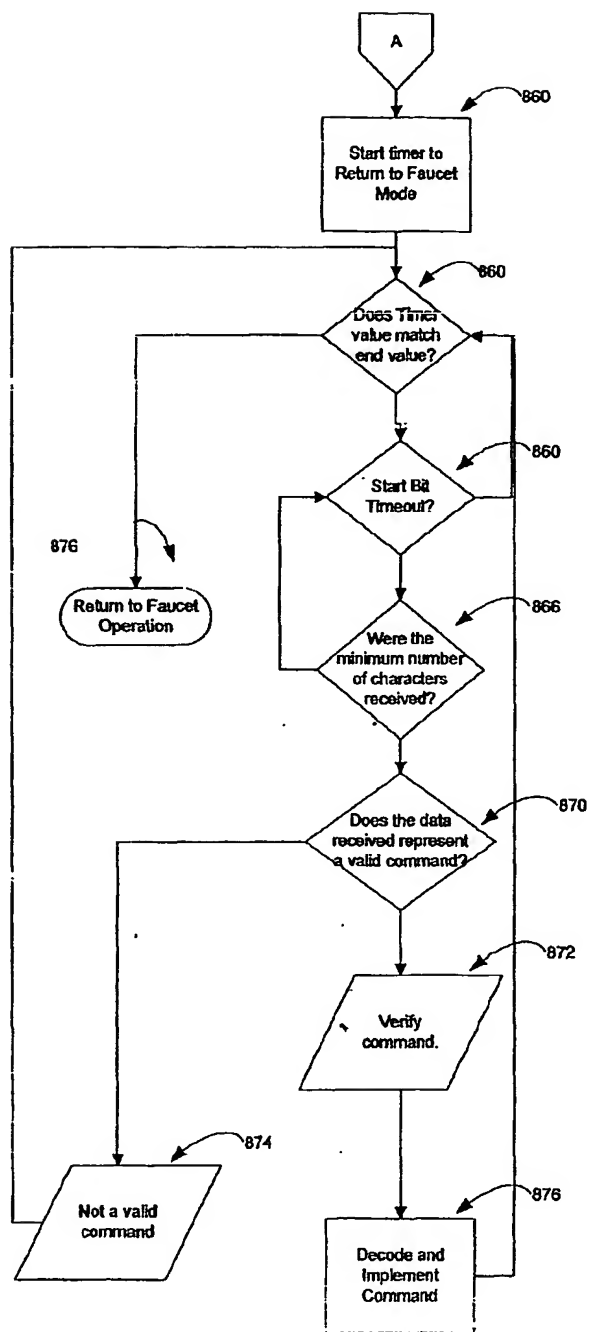 A
860
Start timer to
Return to Faucet
Mode
860
Does Timer
value match
end value?
860
Start Bit
Timeout?
876
Return to Faucet
Operation
866
Were the
minimum number
of characters
received?
870
Does the data
received represent
a valid command?
872
Verify
command.
874
Not a valid
command
876
Decode and
Implement
Command